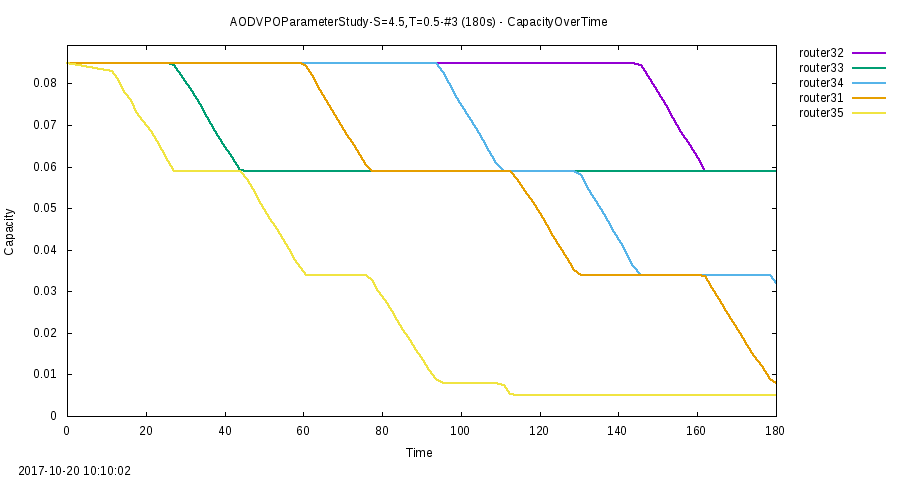 AODVPOParameterStudy-S=4.5,T=0.5-#3 (180s) - CapacityOverTime
router32
router33
router34
router31
router35
0.08
0.07
0.06
0.05
0.04
0.03
0.02
0.01
0
Capacity
0 20 40 60 80 100 120 140 160 180
Time
2017-10-20 10:10:02